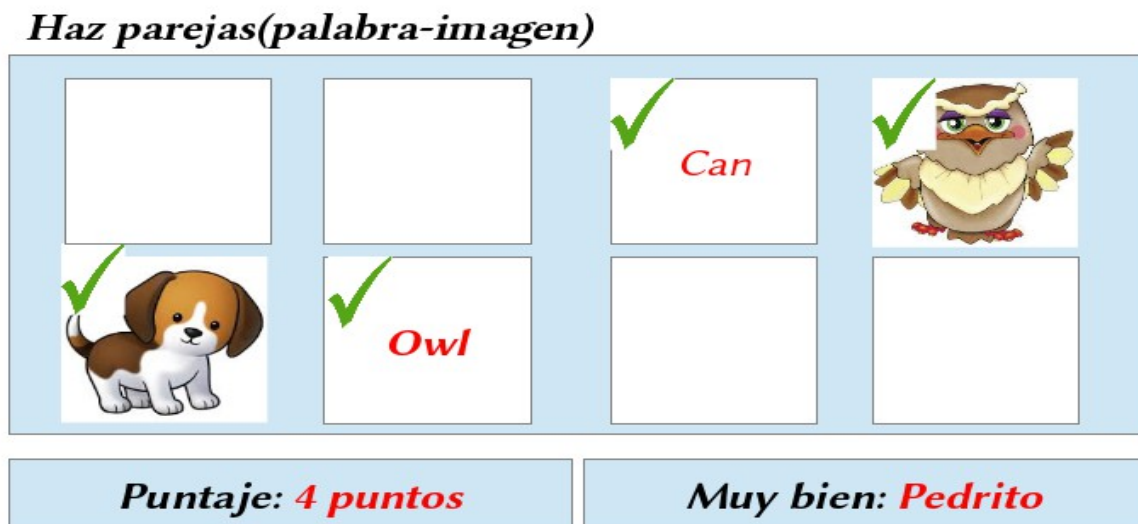 Haz parejas(palabra-imagen)
Can
Owl
Puntaje: 4 puntos
Muy bien: Pedrito